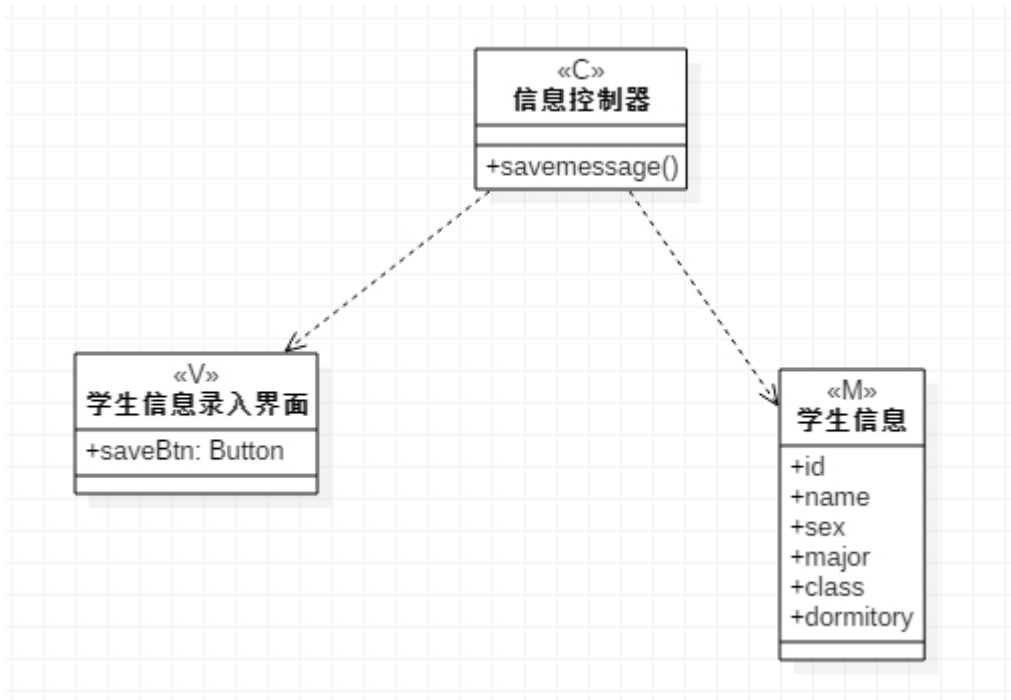 «C»
信息控制器
+savemessage()
«V»
学生信息录入界面
+saveBtn: Button
«M»
学生信息
+id
+name
+sex
+major
+class
+dormitory